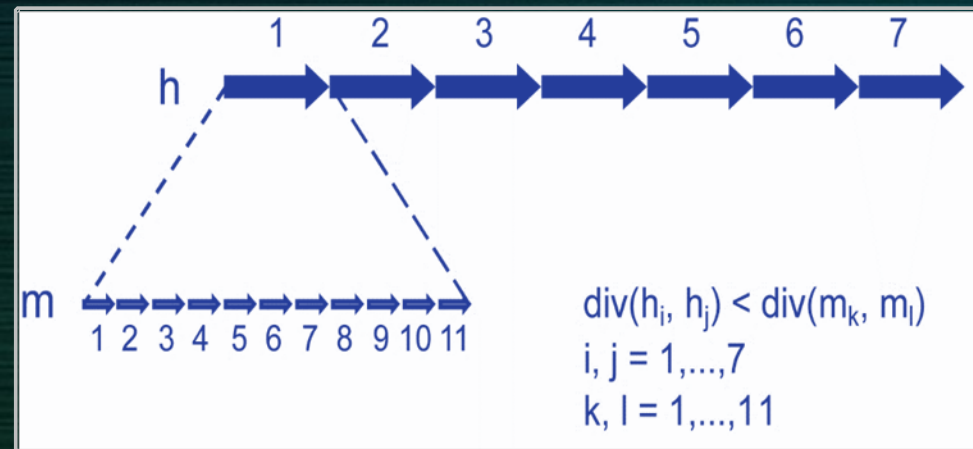 1 2 3 4 5 6 7
h
m
1 2 3 4 5 6 7 8 9 10 11
div(hᵢ, hⱼ) < div(mₖ, mₗ)
i, j = 1,...,7
k, l = 1,...,11